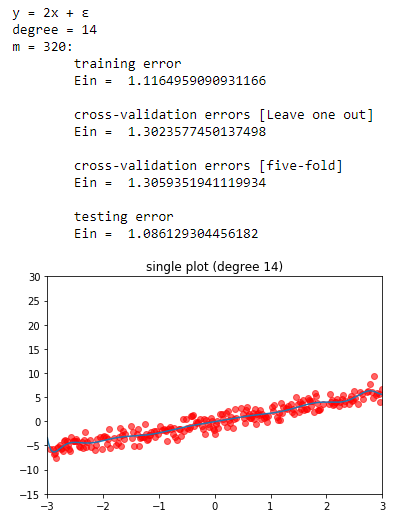 y = 2x + ε
degree = 14
m = 320:
training error
Ein = 1.1164959090931166
cross-validation errors [Leave one out]
Ein = 1.3023577450137498
cross-validation errors [five-fold]
Ein = 1.3059351941119934
testing error
Ein = 1.086129304456182
single plot (degree 14)
30
25
20
15
10
5
0
−5
−10
−15
−3 −2 −1 0 1 2 3